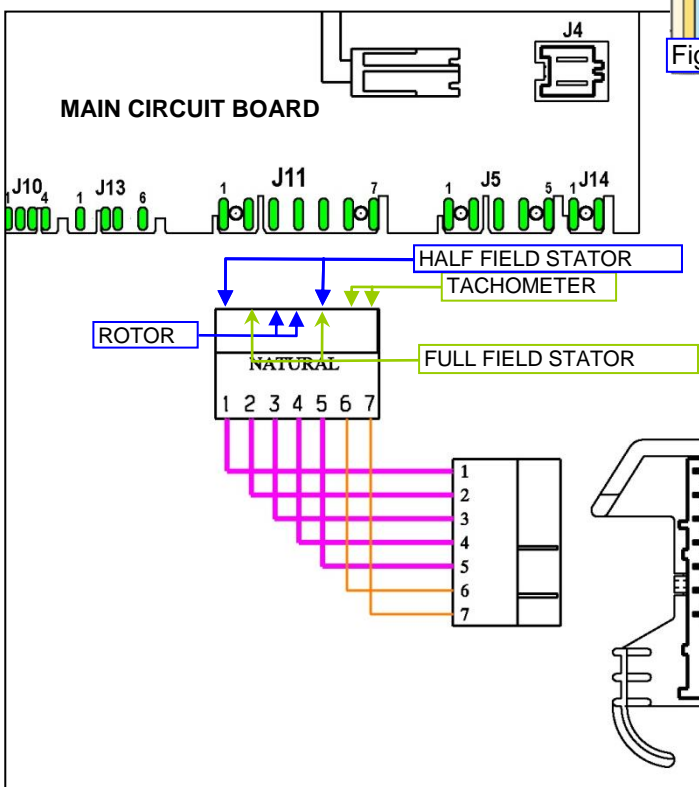 J4
Fig
MAIN CIRCUIT BOARD
J10 J13 J11 J5 J14
1 4 1 6 1 7 1 5 1
HALF FIELD STATOR
TACHOMETER
ROTOR
FULL FIELD STATOR
NATURAL
1 2 3 4 5 6 7
1
2
3
4
5
6
7